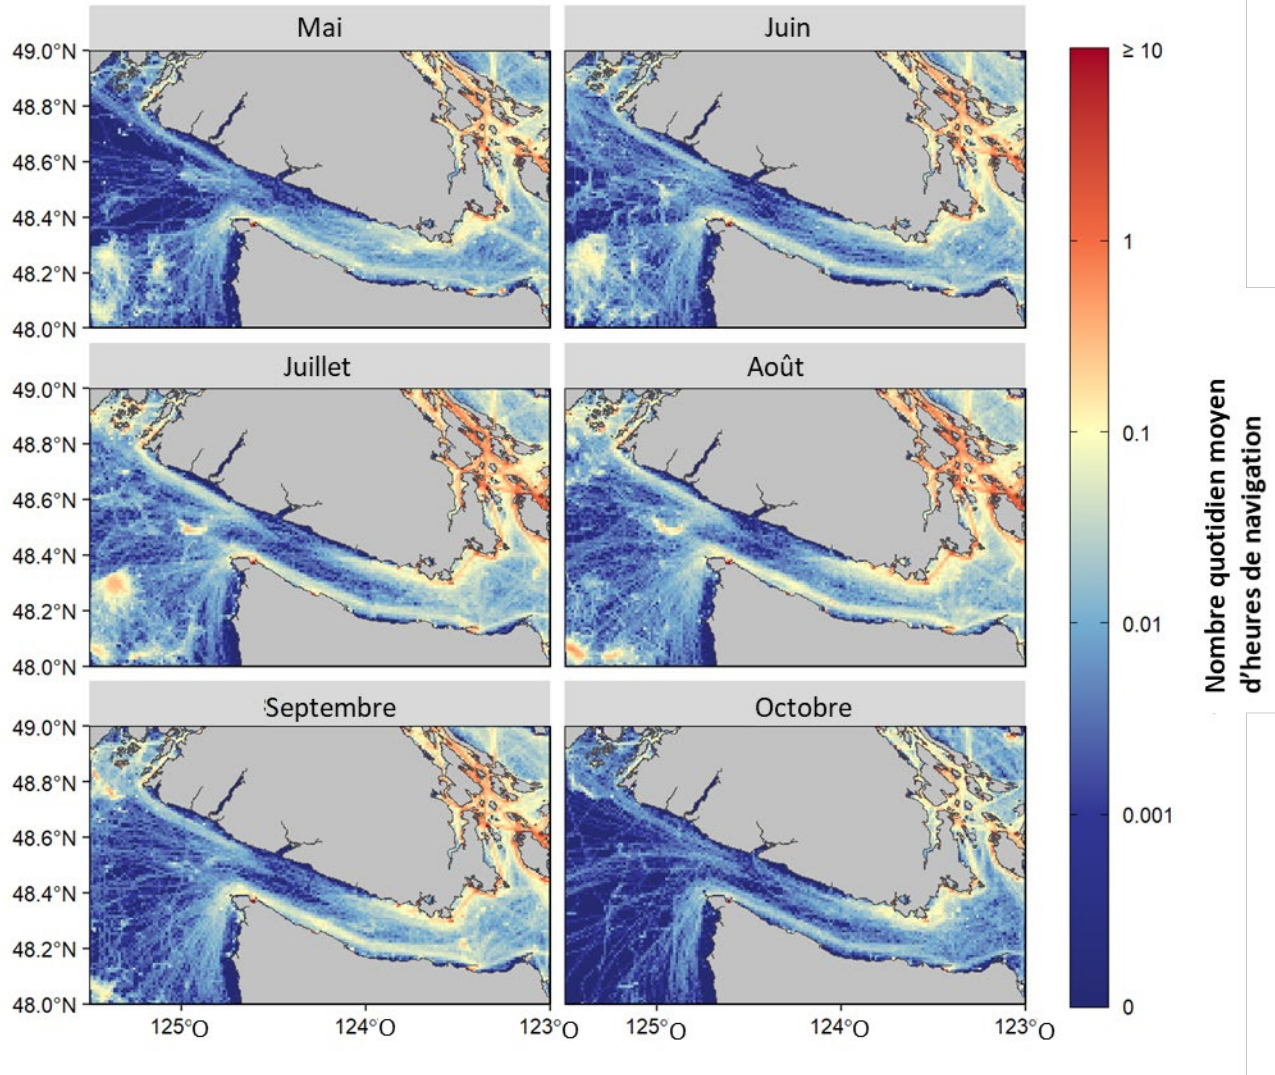 Mai
Juin
49.0°N
48.8°N
48.6°N
48.4°N
48.2°N
48.0°N
Juillet
Août
49.0°N
48.8°N
48.6°N
48.4°N
48.2°N
48.0°N
Septembre
Octobre
49.0°N
48.8°N
48.6°N
48.4°N
48.2°N
48.0°N
125°O
124°O
123°O
125°O
124°O
123°O
≥ 10
1
0.1
0.01
0.001
0
Nombre quotidien moyen
d'heures de navigation